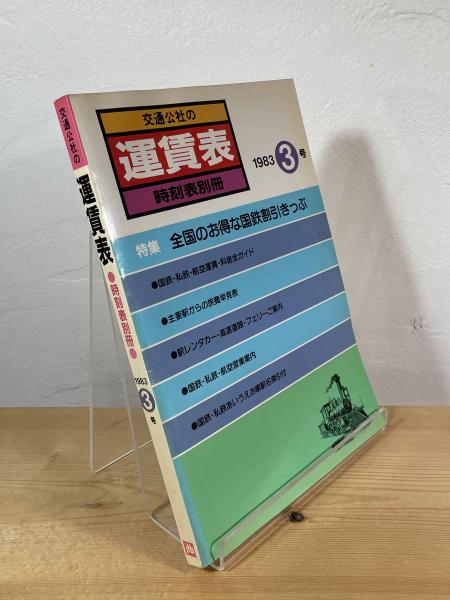 交通公社の
運賃表
時刻表別冊
1983 3 号
特集 全国のお得な国鉄割引きっぷ
●国鉄・私鉄・航空運賃・料金全ガイド
●主要駅からの旅費早見表
●駅レンタカー・高速道路・フェリーご案内
●国鉄・私鉄・航空営業案内
●国鉄・私鉄あいうえお順駅名索引付
交通公社の
運賃表
●時刻表別冊●
1983
3
号
jtb